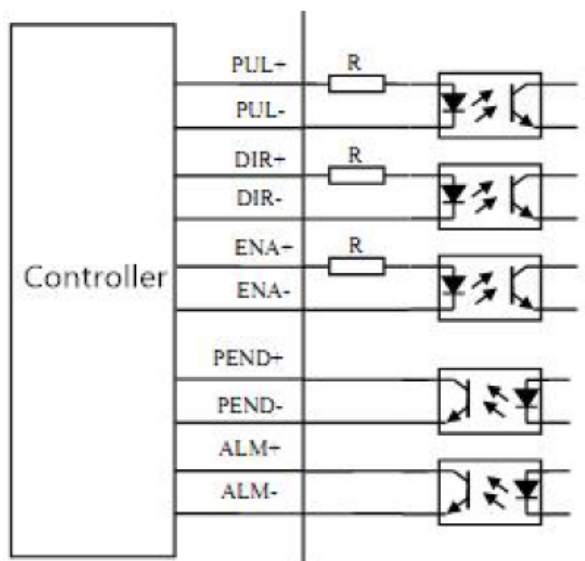 PUL+
R
PUL-
DIR+
R
DIR-
ENA+
R
Controller
ENA-
PEND+
PEND-
ALM+
ALM-